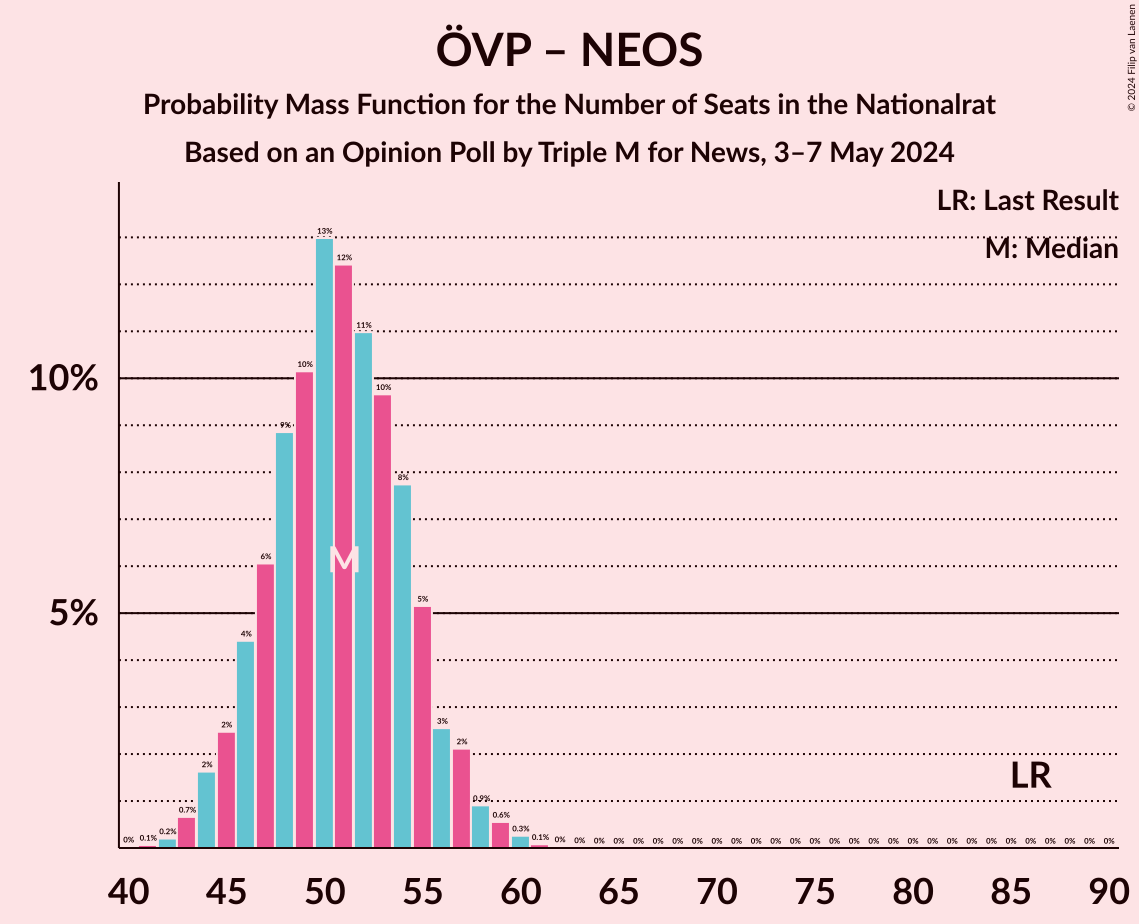 ÖVP – NEOS
Probability Mass Function for the Number of Seats in the Nationalrat
Based on an Opinion Poll by Triple M for News, 3–7 May 2024
© 2024 Filip van Laenen
LR: Last Result
M: Median
10%
5%
0% 0.1% 0.2% 0.7% 2% 2% 4% 6% 9% 10% 13% 12% 11% 10% 8% 5% 3% 2% 0.9% 0.6% 0.3% 0.1% 0% 0% 0% 0% 0% 0% 0% 0% 0% 0% 0% 0% 0% 0% 0% 0% 0% 0% 0% 0% 0% 0% 0% 0% 0% 0% 0% 0% 0%
M
LR
40 45 50 55 60 65 70 75 80 85 90